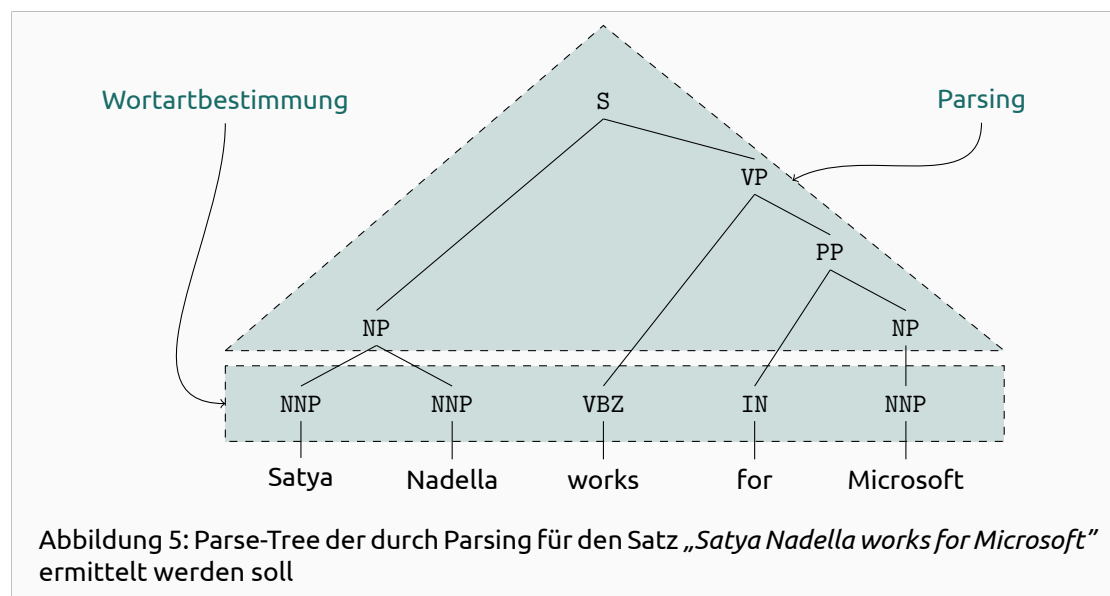 Wortartbestimmung
Parsing
S
VP
PP
NP
NP
NNP NNP VBZ IN NNP
Satya Nadella works for Microsoft
Abbildung 5: Parse-Tree der durch Parsing für den Satz „Satya Nadella works for Microsoft”
ermittelt werden soll